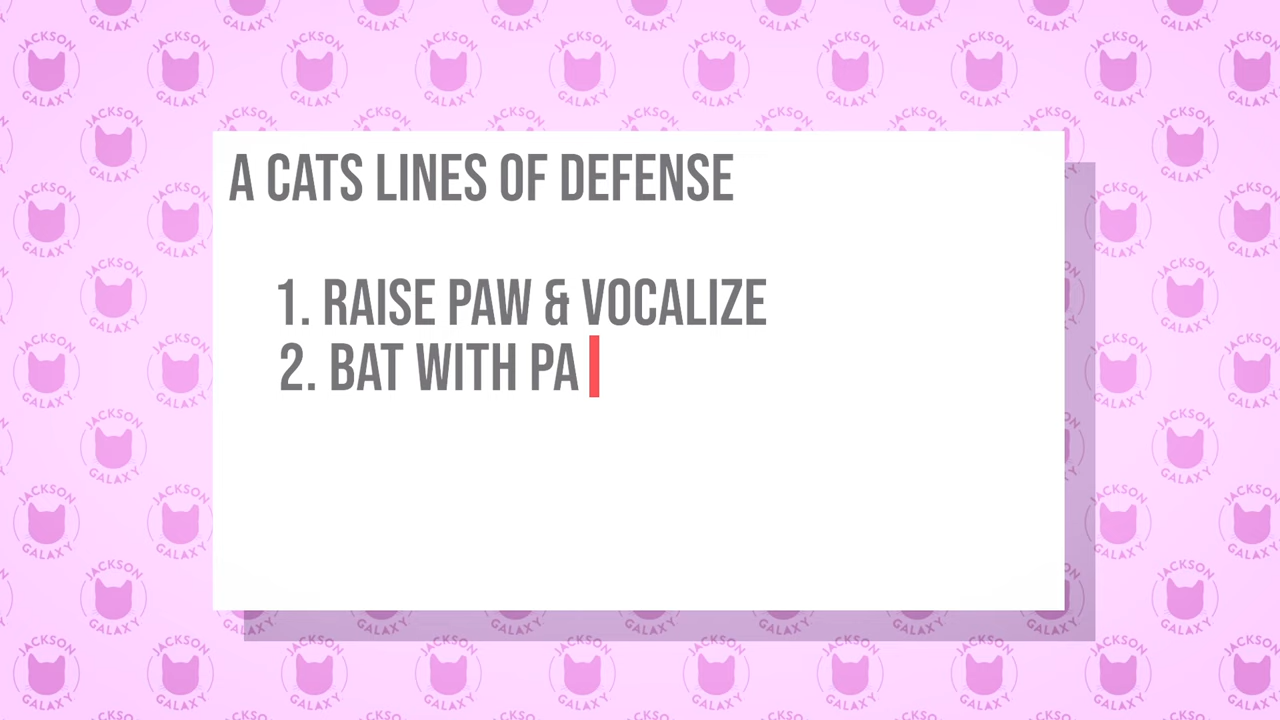 A CATS LINES OF DEFENSE
1. RAISE PAW & VOCALIZE
2. BAT WITH PA
JACKSON
GALAXY